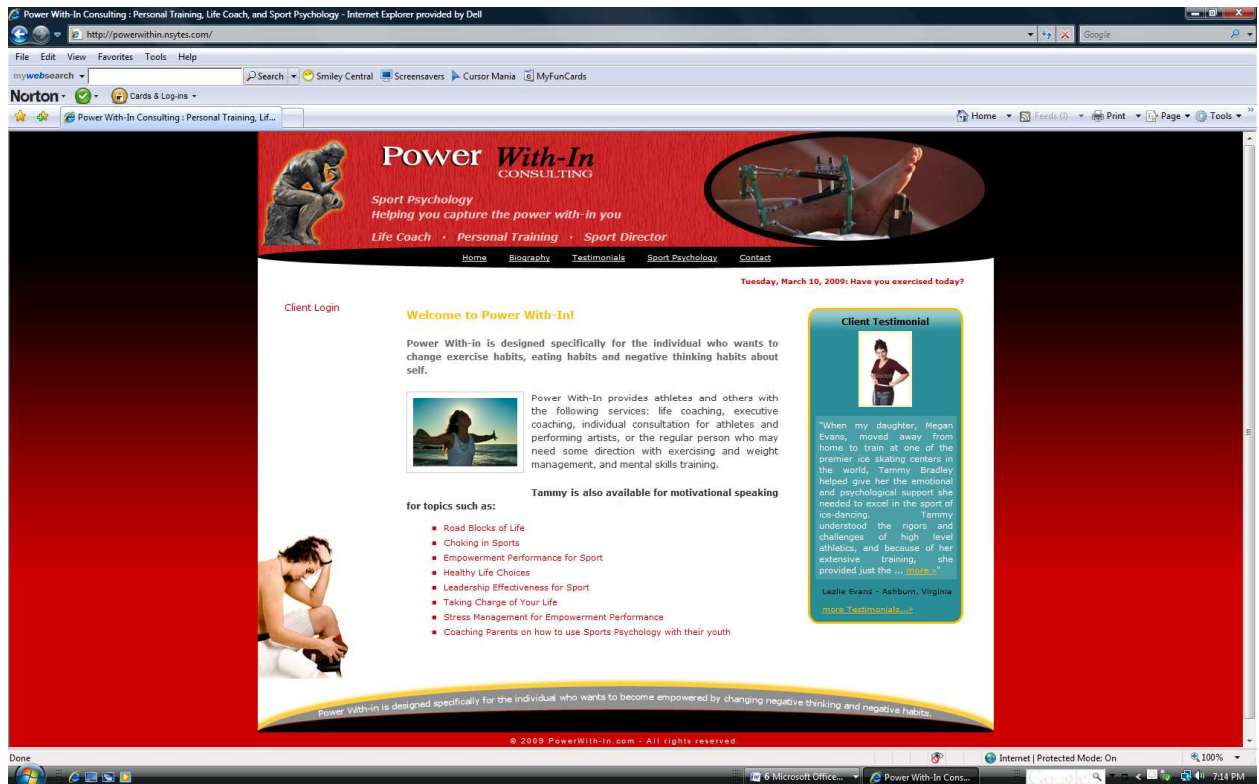 Power With-In Consulting : Personal Training, Life Coach, and Sport Psychology - Internet Explorer provided by Dell
http://powerwithin.nsytes.com/
Google
File Edit View Favorites Tools Help
mywebsearch
Search Smiley Central Screensavers Cursor Mania MyFunCards
Norton Cards & Log-ins
Power With-In Consulting : Personal Training, Lif...
Home Feeds (J) Print Page Tools
Power With-In
CONSULTING
Sport Psychology
Helping you capture the power with-in you
Life Coach · Personal Training · Sport Director
Home Biography Testimonials Sport Psychology Contact
Tuesday, March 10, 2009: Have you exercised today?
Client Login
Welcome to Power With-In!
Power With-in is designed specifically for the individual who wants to
change exercise habits, eating habits and negative thinking habits about
self.
Power With-In provides athletes and others with
the following services: life coaching, executive
coaching, individual consultation for athletes and
performing artists, or the regular person who may
need some direction with exercising and weight
management, and mental skills training.
Tammy is also available for motivational speaking
for topics such as:
Road Blocks of Life
Choking in Sports
Empowerment Performance for Sport
Healthy Life Choices
Leadership Effectiveness for Sport
Taking Charge of Your Life
Stress Management for Empowerment Performance
Coaching Parents on how to use Sports Psychology with their youth
Client Testimonial
"When my daughter, Megan
Evans, moved away from
home to train at one of the
premier ice skating centers in
the world, Tammy Bradley
helped give her the emotional
and psychological support she
needed to excel in the sport of
ice-dancing. Tammy
understood the rigors and
challenges of high level
athletics, and because of her
extensive training, she
provided just the ... more »"
Lezlie Evans - Ashburn, Virginia
more Testimonials...»
Power With-in is designed specifically for the individual who wants to become empowered by changing negative thinking and negative habits.
© 2009 PowerWith-In.com - All rights reserved.
Done
Internet | Protected Mode: On
100%
6 Microsoft Office...
Power With-In Cons...
Google
7:14 PM